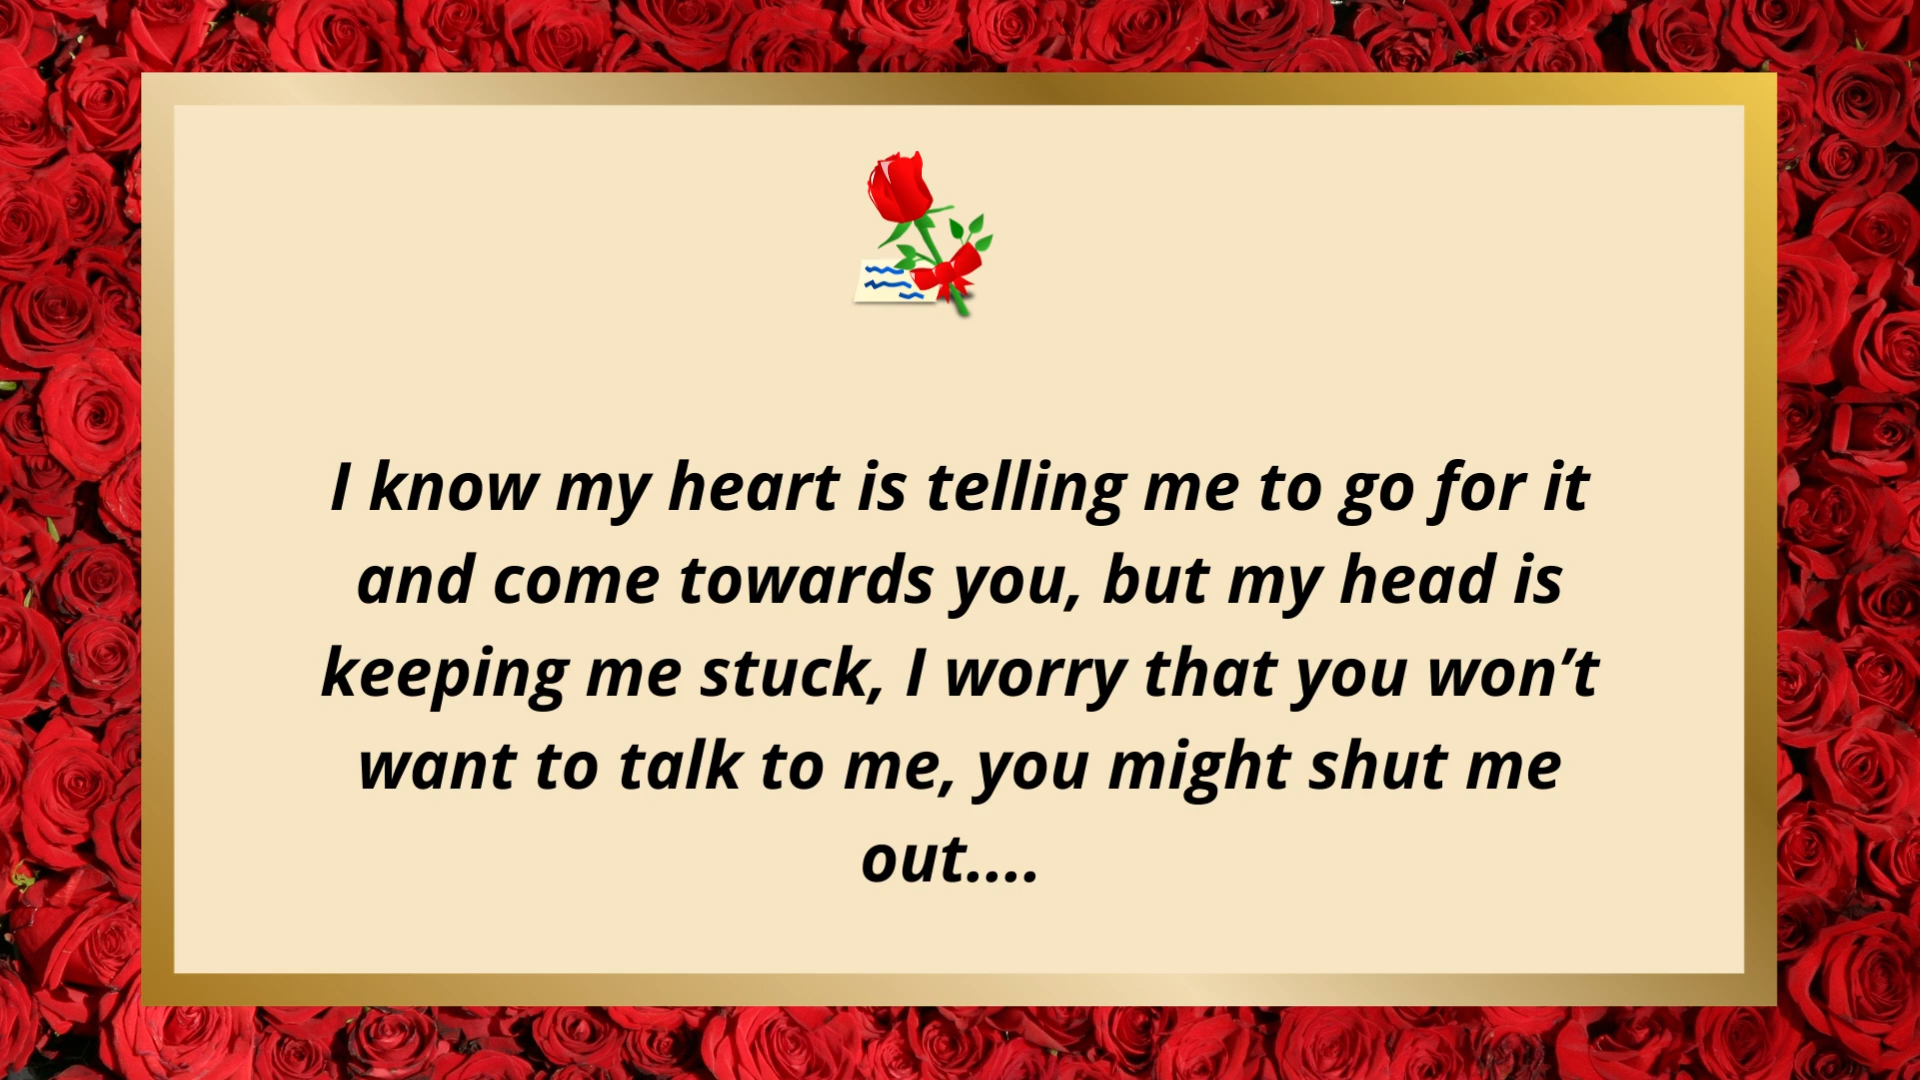 I know my heart is telling me to go for it
and come towards you, but my head is
keeping me stuck, I worry that you won’t
want to talk to me, you might shut me
out....